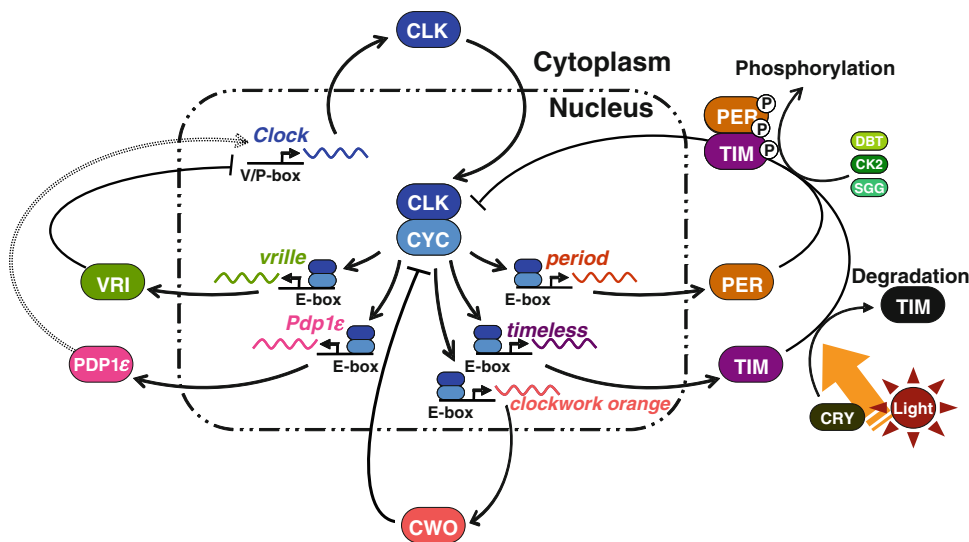 CLK
Cytoplasm
Nucleus
Phosphorylation
Clock
V/P-box
PER
P
P
TIM
P
DBT
CK2
SGG
CLK
CYC
vrille
E-box
period
E-box
VRI
PER
Degradation
TIM
Pdp1ε
E-box
timeless
E-box
PDP1ε
TIM
E-box
clockwork orange
CRY
Light
CWO